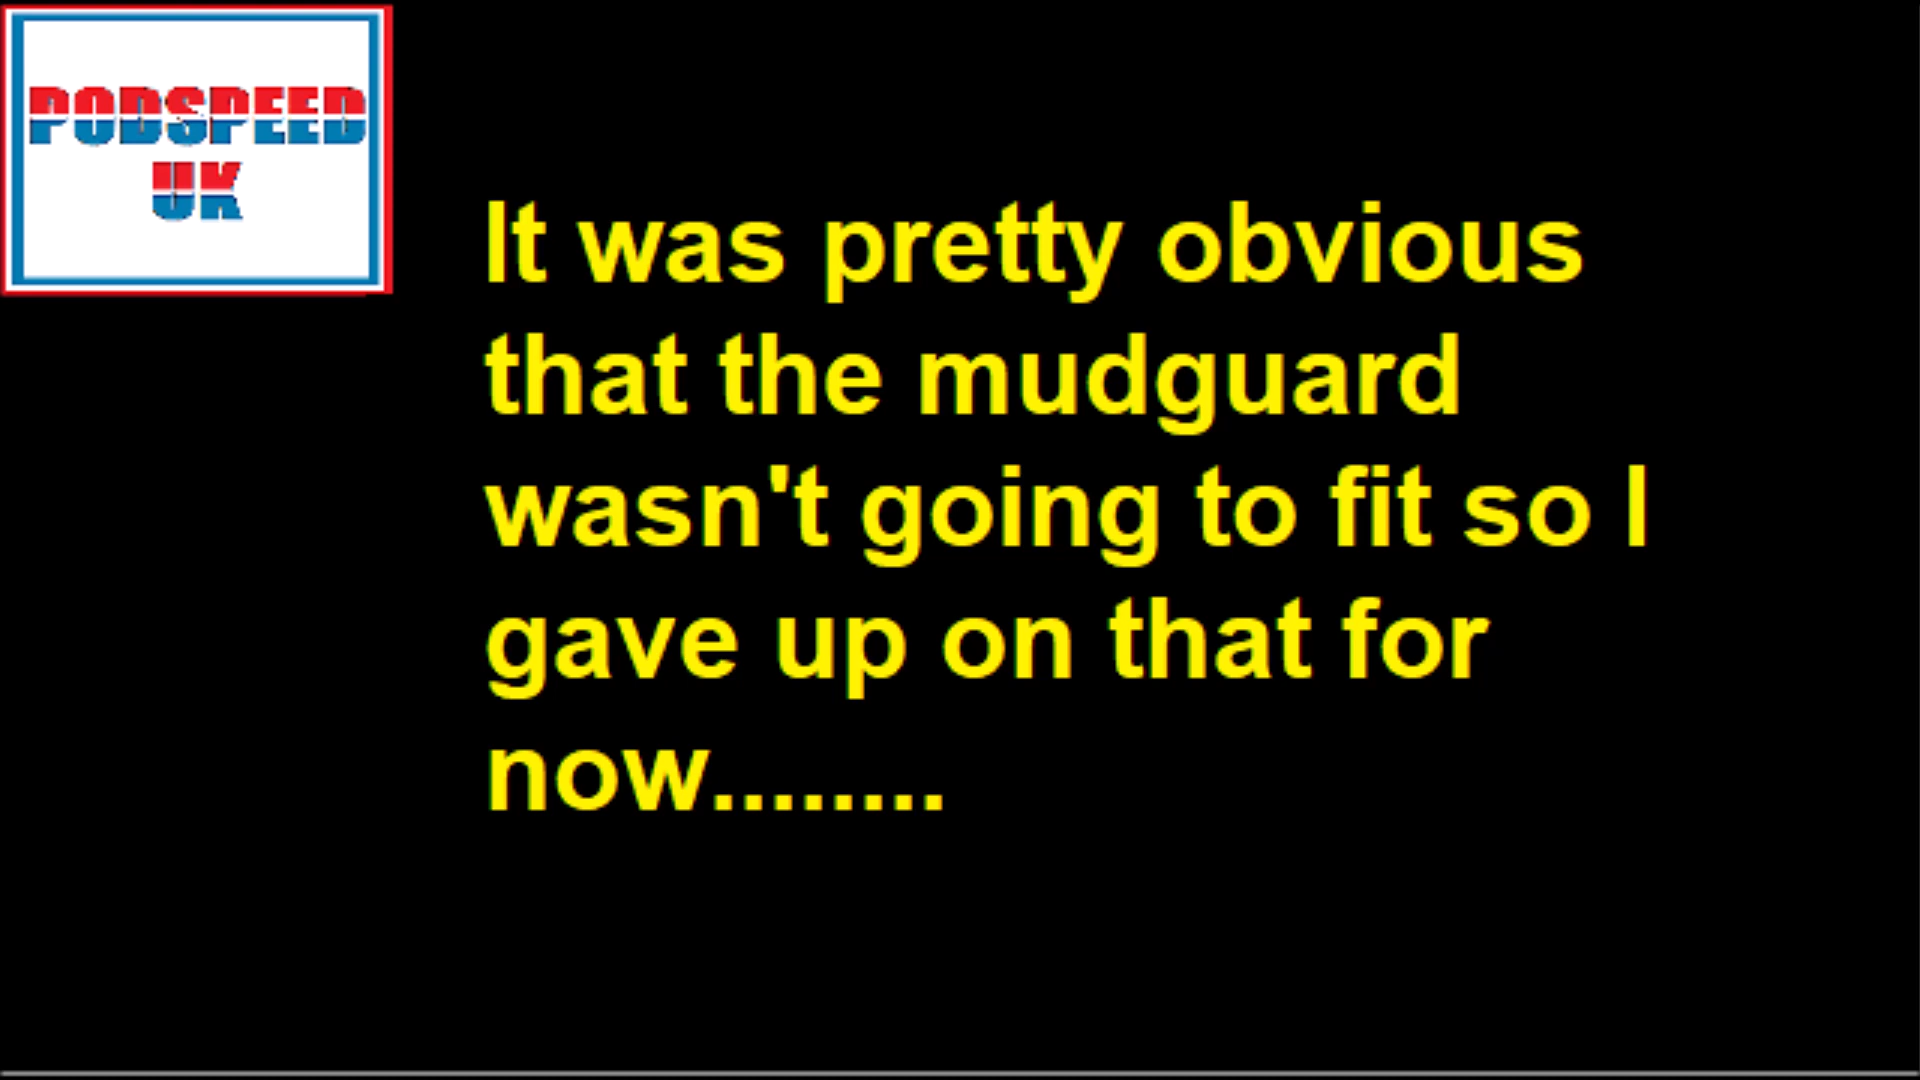 PODSPEED
UK
It was pretty obvious
that the mudguard
wasn't going to fit so I
gave up on that for
now........